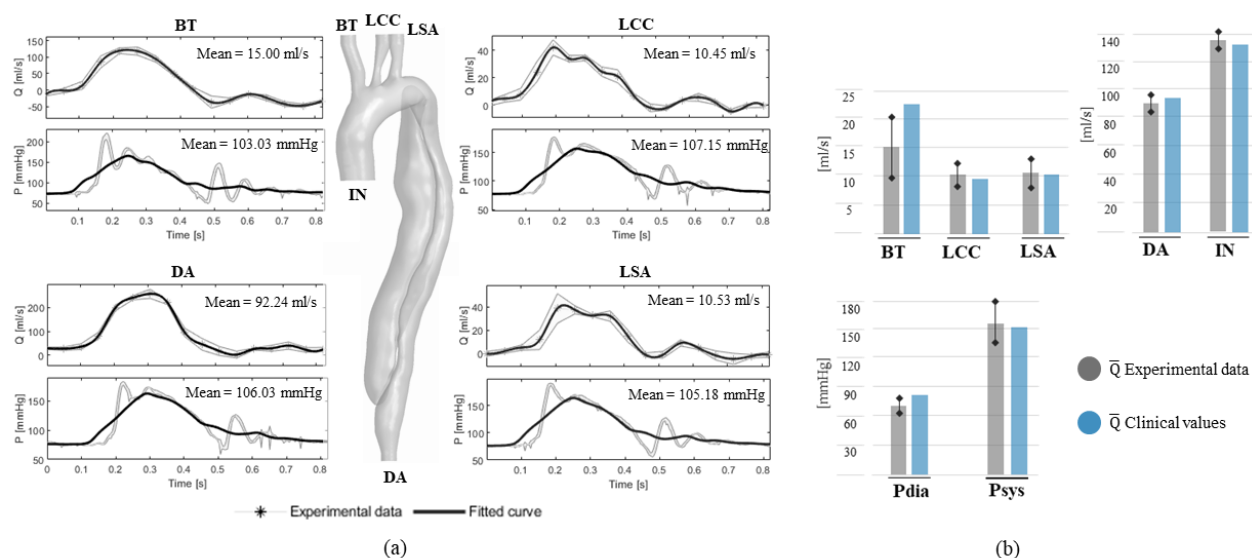 (a)
BT
Q [ml/s]
150
100
50
0
-50
Mean = 15.00 ml/s
P [mmHg]
200
150
100
50
Mean = 103.03 mmHg
0.1 0.2 0.3 0.4 0.5 0.6 0.7 0.8
Time [s]
BT LCC LSA
IN
DA
LCC
Q [ml/s]
40
20
0
Mean = 10.45 ml/s
P [mmHg]
200
150
100
50
Mean = 107.15 mmHg
0.1 0.2 0.3 0.4 0.5 0.6 0.7 0.8
Time [s]
DA
Q [ml/s]
200
100
0
Mean = 92.24 ml/s
P [mmHg]
150
100
50
Mean = 106.03 mmHg
0 0.1 0.2 0.3 0.4 0.5 0.6 0.7 0.8
Time [s]
LSA
Q [ml/s]
40
20
0
Mean = 10.53 ml/s
P [mmHg]
150
100
50
Mean = 105.18 mmHg
0 0.1 0.2 0.3 0.4 0.5 0.6 0.7 0.8
Time [s]
Experimental data Fitted curve
(a)
(b)
[ml/s]
25
20
15
10
5
BT LCC LSA
[ml/s]
140
120
100
80
60
40
20
DA IN
[mmHg]
180
150
120
90
60
30
Pdia Psys
Q̅ Experimental data
Q̅ Clinical values
(b)